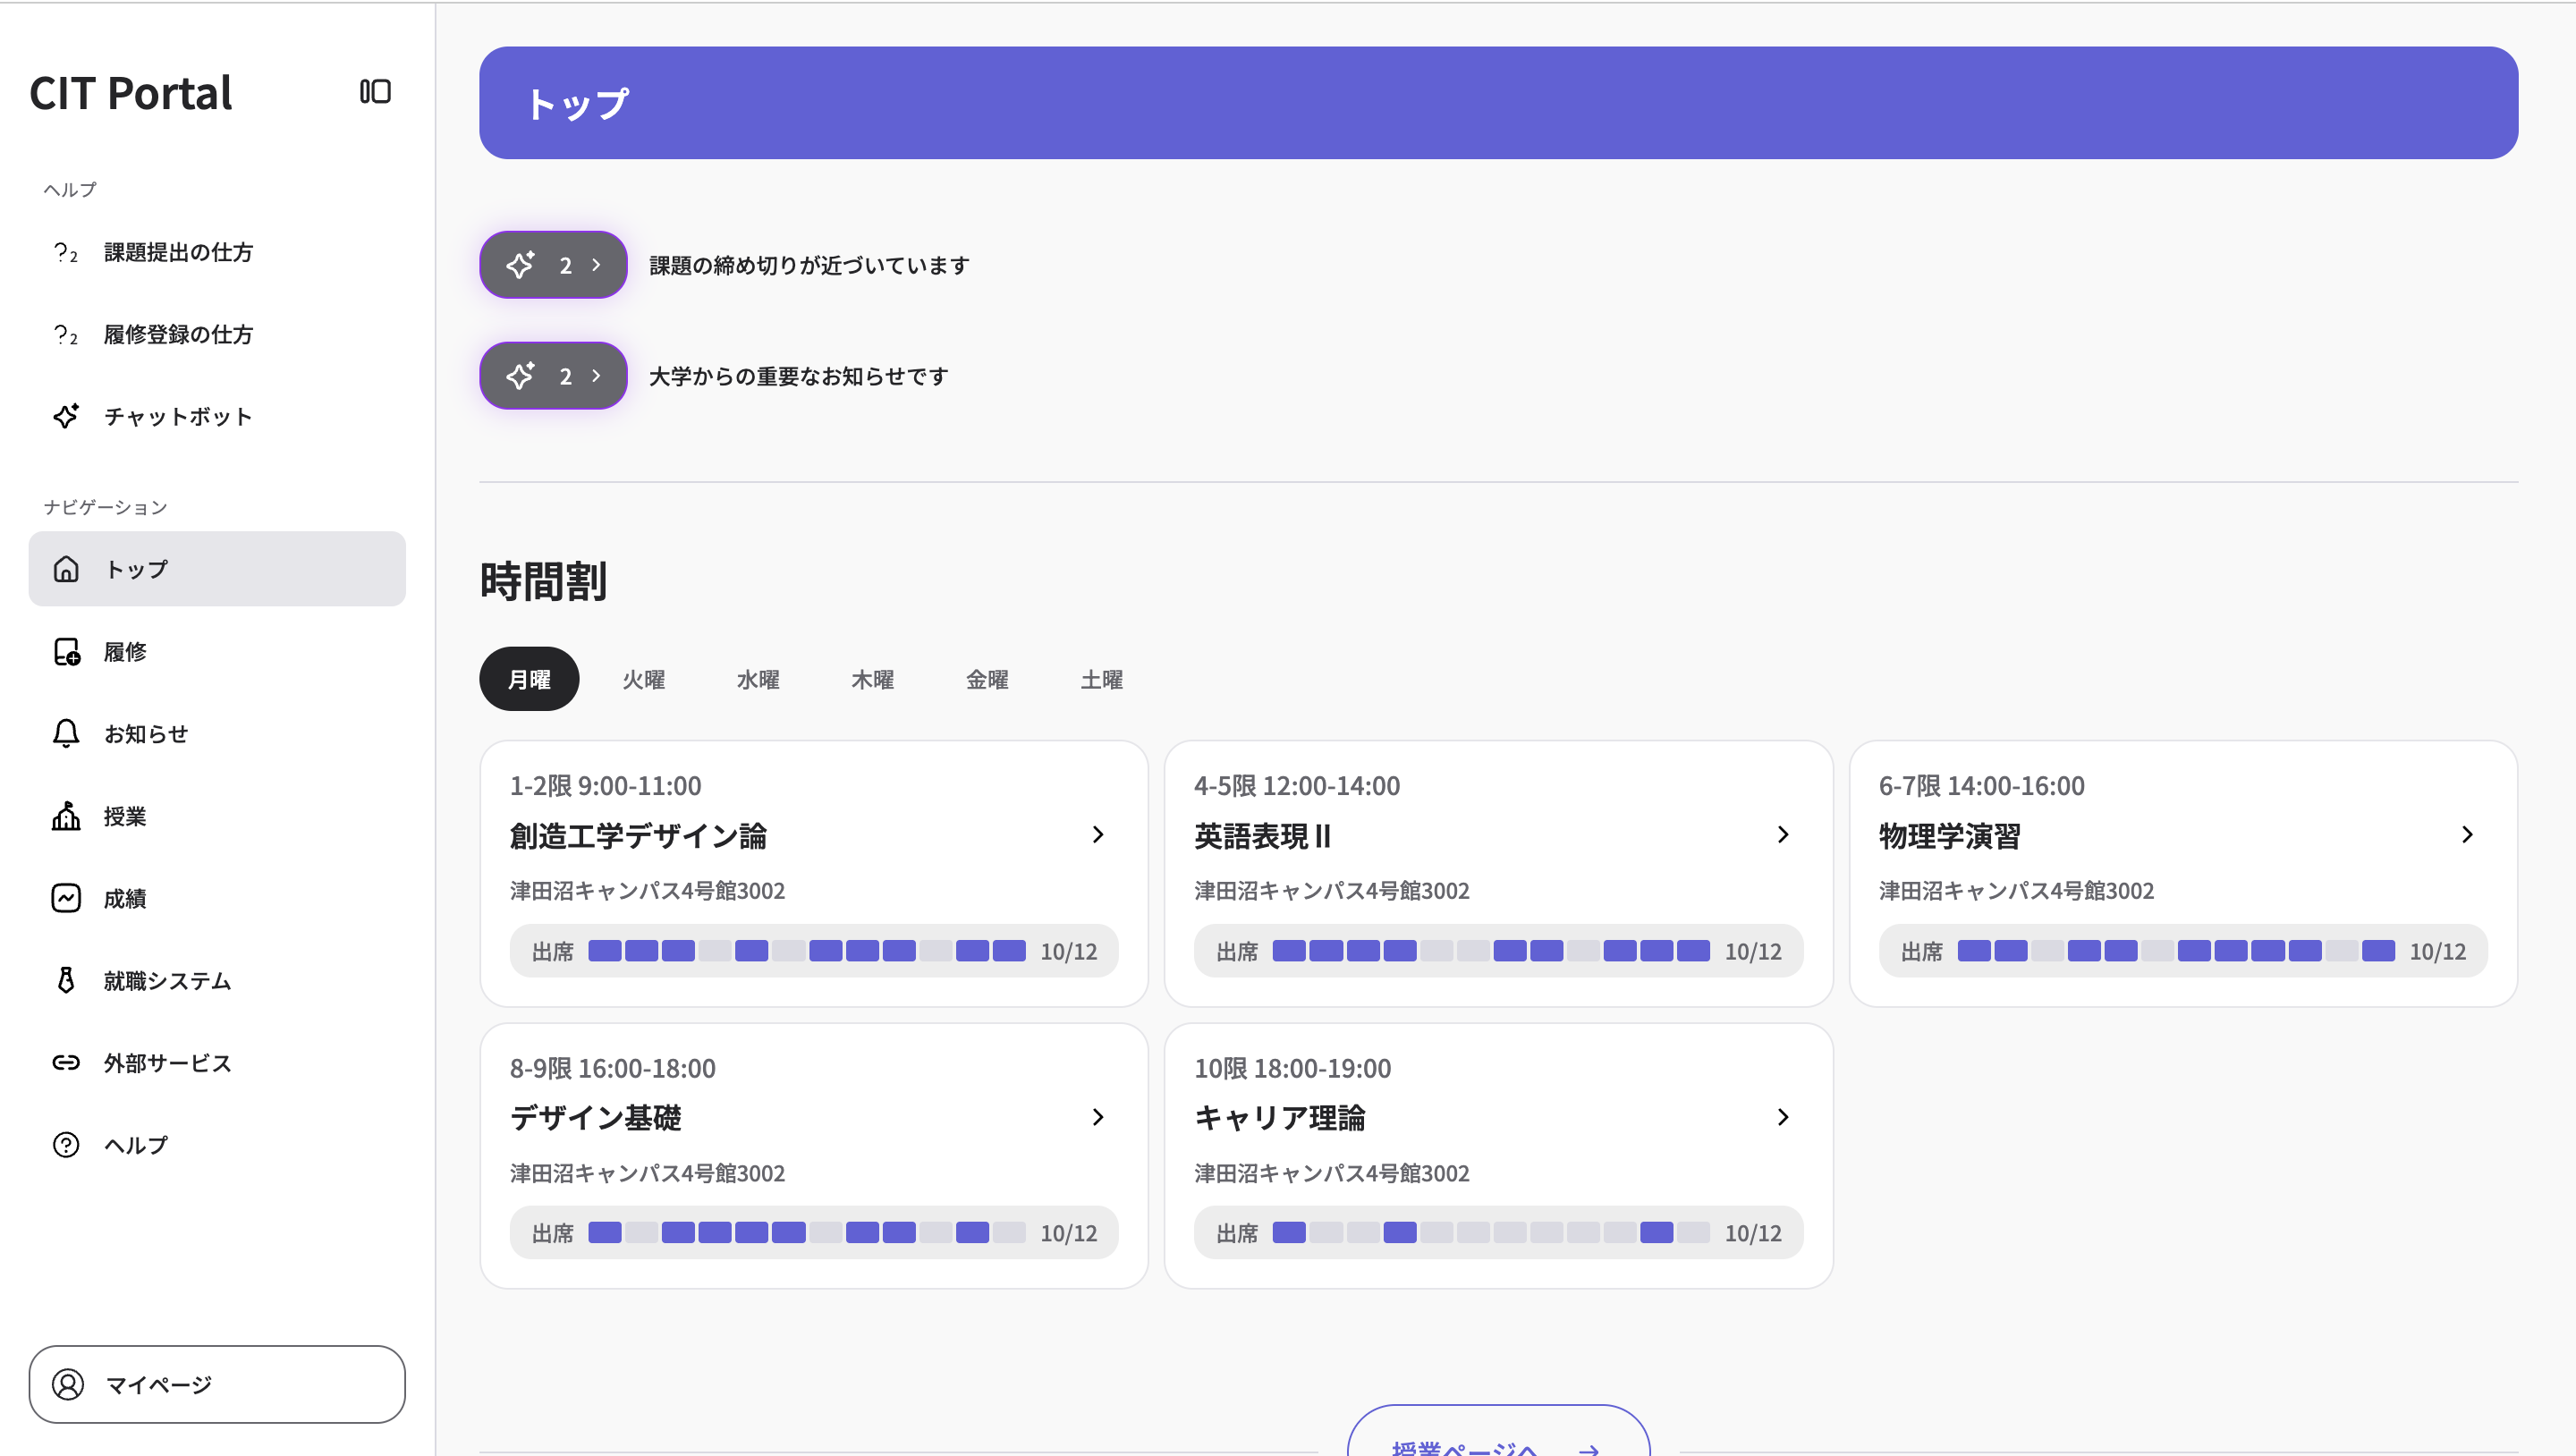 CIT Portal
ヘルプ
?2 課題提出の仕方
?2 履修登録の仕方
チャットボット
ナビゲーション
トップ
履修
お知らせ
授業
成績
就職システム
外部サービス
ヘルプ
マイページ
トップ
2 課題の締め切りが近づいています
2 大学からの重要なお知らせです
時間割
月曜 火曜 水曜 木曜 金曜 土曜
1-2限 9:00-11:00
創造工学デザイン論
津田沼キャンパス4号館3002
出席 10/12
4-5限 12:00-14:00
英語表現Ⅱ
津田沼キャンパス4号館3002
出席 10/12
6-7限 14:00-16:00
物理学演習
津田沼キャンパス4号館3002
出席 10/12
8-9限 16:00-18:00
デザイン基礎
津田沼キャンパス4号館3002
出席 10/12
10限 18:00-19:00
キャリア理論
津田沼キャンパス4号館3002
出席 10/12
授業ページへ